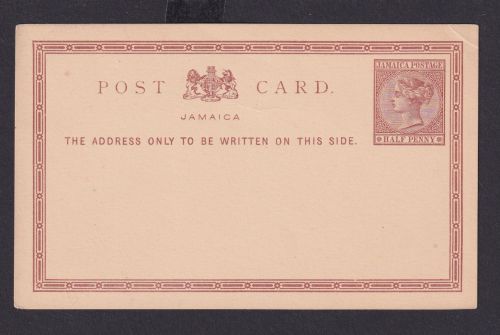 POST CARD.
JAMAICA
THE ADDRESS ONLY TO BE WRITTEN ON THIS SIDE.
JAMAICA POSTAGE
HALF PENNY